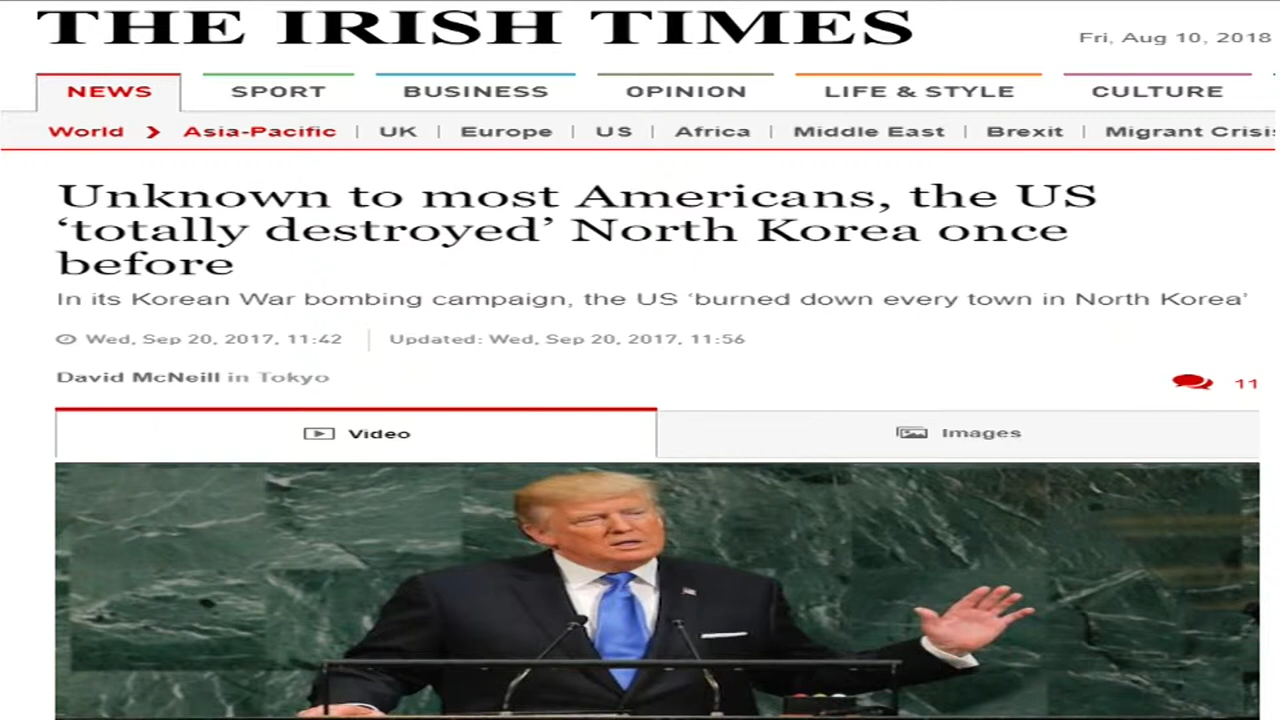 THE IRISH TIMES
Fri, Aug 10, 2018
NEWS SPORT BUSINESS OPINION LIFE & STYLE CULTURE
World Asia-Pacific | UK | Europe | US | Africa | Middle East | Brexit | Migrant Crisi
Unknown to most Americans, the US
‘totally destroyed’ North Korea once
before
In its Korean War bombing campaign, the US ‘burned down every town in North Korea’
Wed, Sep 20, 2017, 11:42 Updated: Wed, Sep 20, 2017, 11:56
David McNeill in Tokyo
11
Video Images